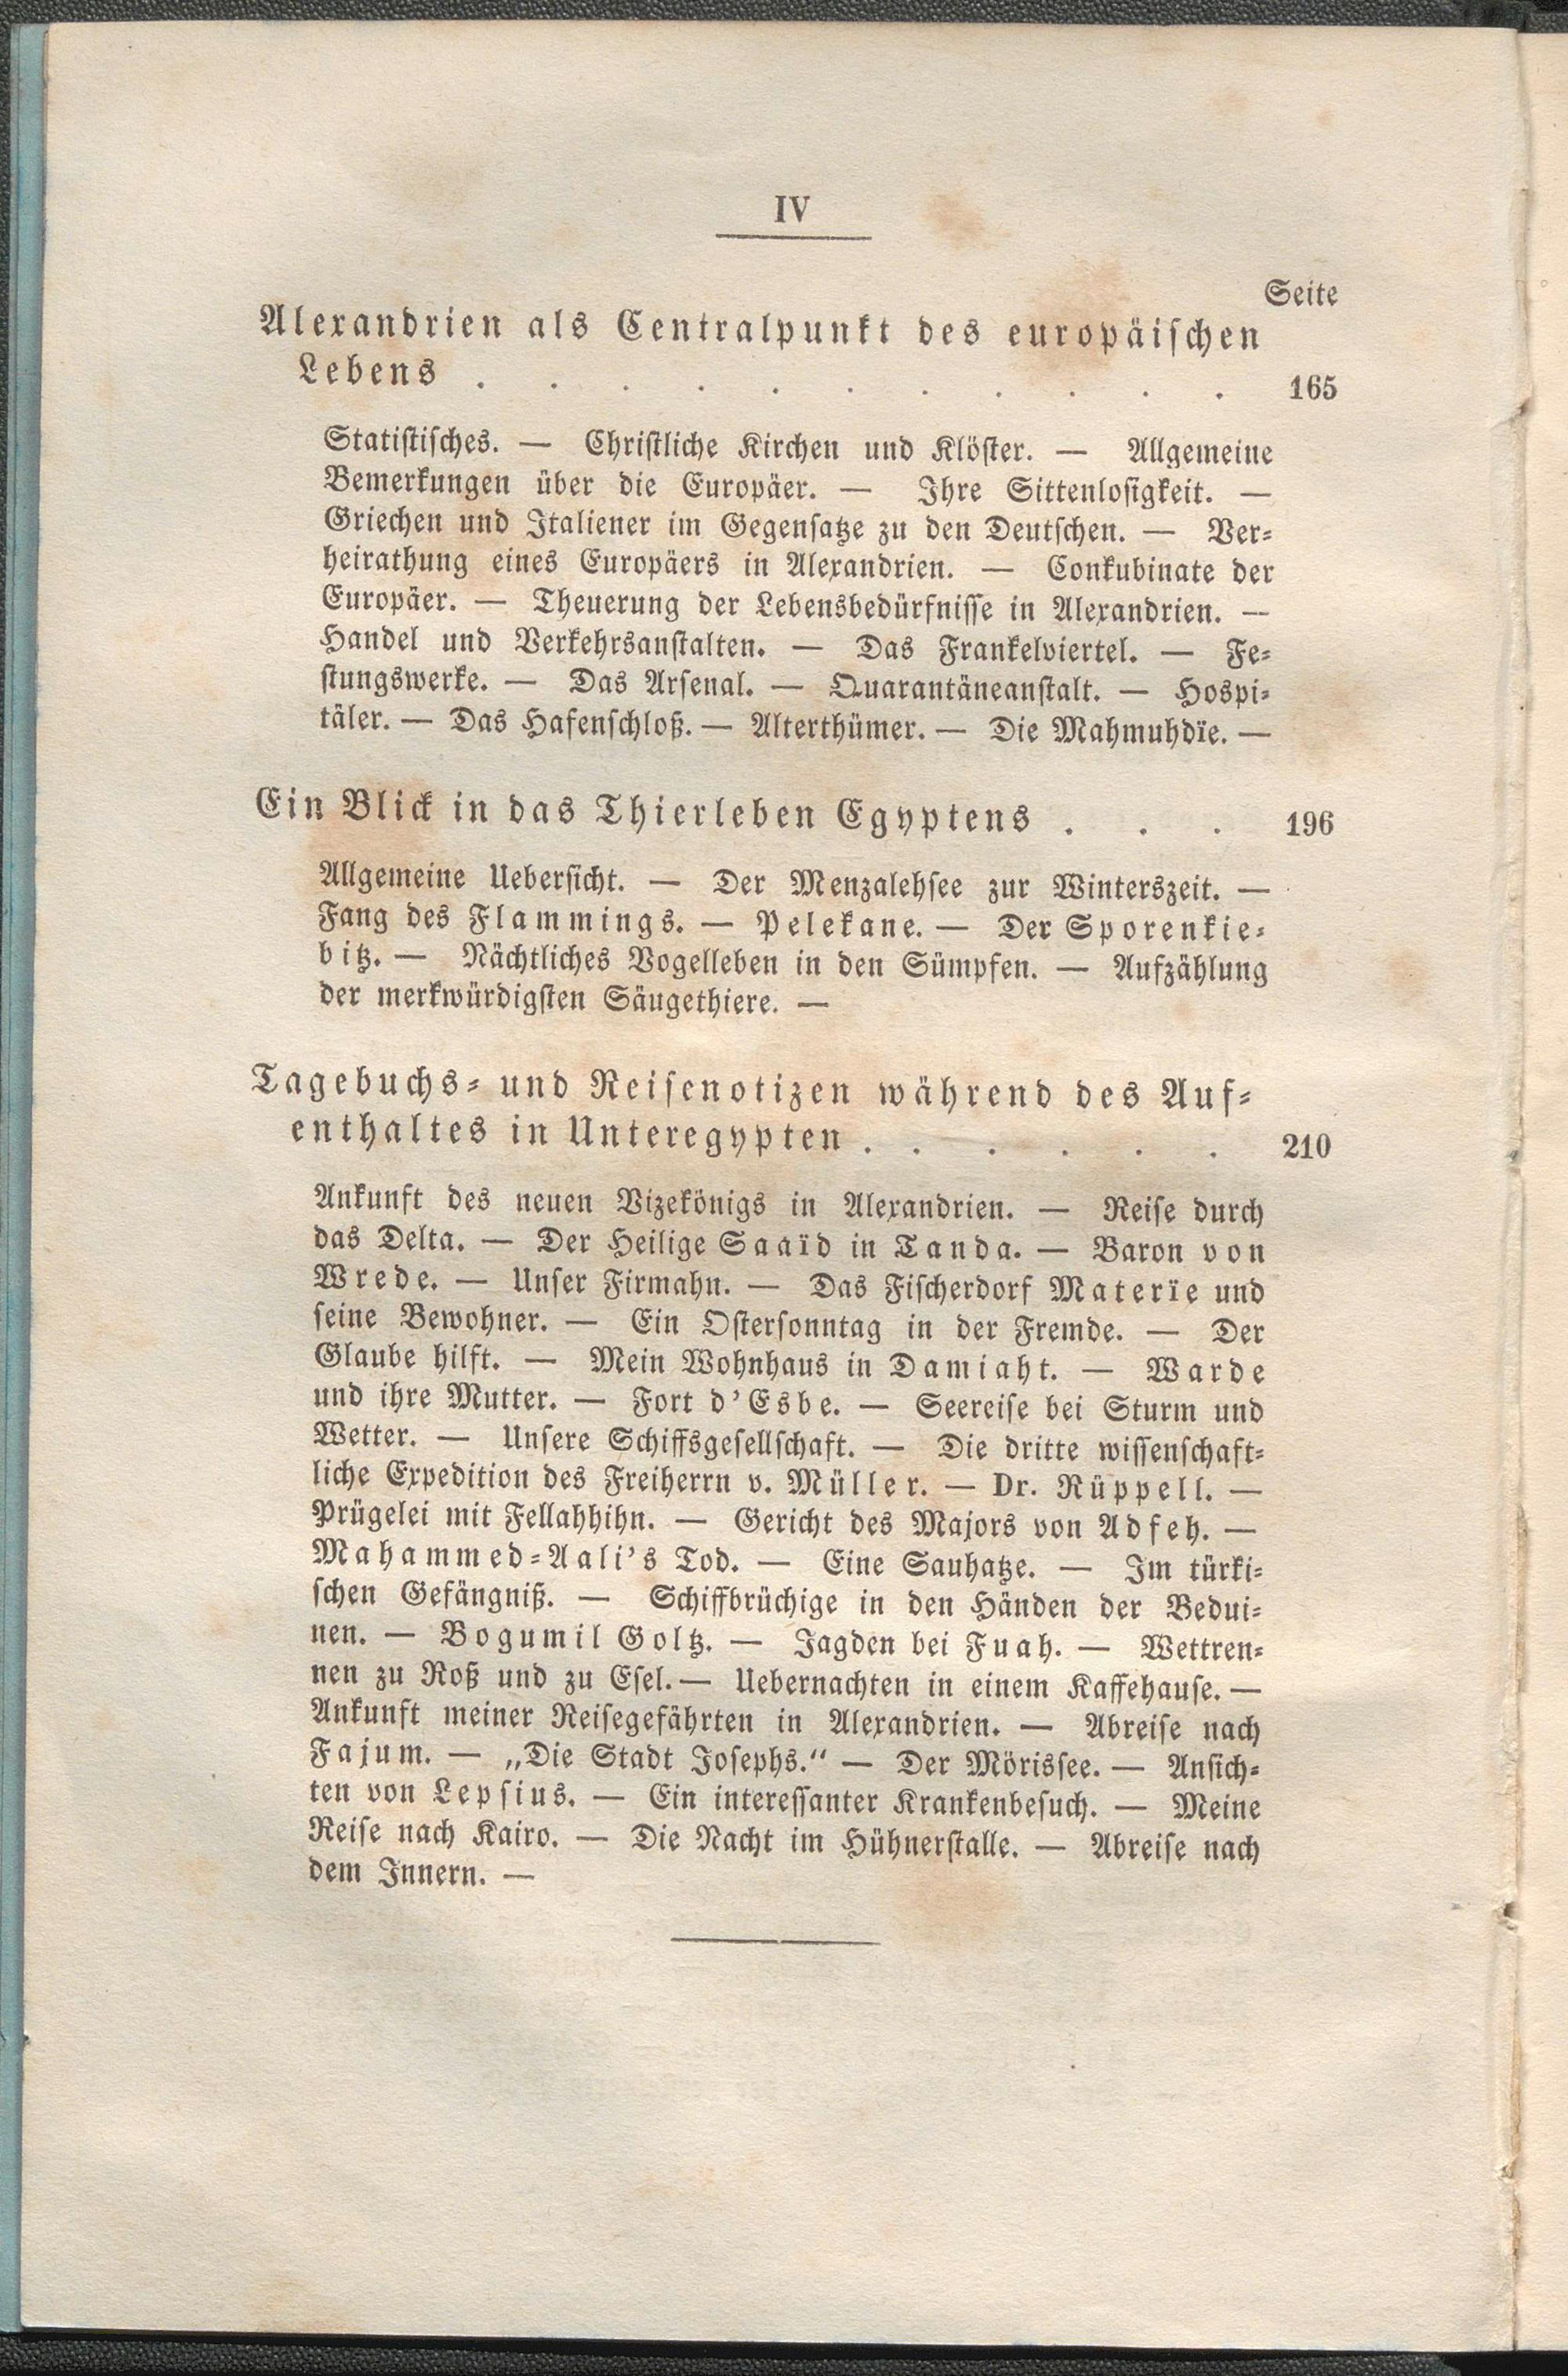 IV
Seite
Alexandrien als Centralpunkt des europäischen
Lebens . . . . . . . . . . . 165
Statistisches. — Christliche Kirchen und Klöster. — Allgemeine
Bemerkungen über die Europäer. — Ihre Sittenlosigkeit. —
Griechen und Italiener im Gegensatze zu den Deutschen. — Ver-
heirathung eines Europäers in Alexandrien. — Conkubinate der
Europäer. — Theuerung der Lebensbedürfnisse in Alexandrien. —
Handel und Verkehrsanstalten. — Das Frankelviertel. — Fe-
stungswerke. — Das Arsenal. — Quarantäneanstalt. — Hospi-
täler. — Das Hafenschloß. — Alterthümer. — Die Mahmuhdïe. —
Ein Blick in das Thierleben Egyptens . . . 196
Allgemeine Uebersicht. — Der Menzalehsee zur Winterszeit. —
Fang des Flammings. — Pelekane. — Der Sporenkie-
bitz. — Nächtliches Vogelleben in den Sümpfen. — Aufzählung
der merkwürdigsten Säugethiere. —
Tagebuchs- und Reisenotizen während des Auf-
enthaltes in Unteregypten . . . . . . 210
Ankunft des neuen Vizekönigs in Alexandrien. — Reise durch
das Delta. — Der Heilige Saaïd in Tanda. — Baron von
Wrede. — Unser Firmahn. — Das Fischerdorf Materïe und
seine Bewohner. — Ein Ostersonntag in der Fremde. — Der
Glaube hilft. — Mein Wohnhaus in Damiaht. — Warde
und ihre Mutter. — Fort d'Esbe. — Seereise bei Sturm und
Wetter. — Unsere Schiffsgesellschaft. — Die dritte wissenschaft-
liche Expedition des Freiherrn v. Müller. — Dr. Rüppell. —
Prügelei mit Fellahhihn. — Gericht des Majors von Adfeh. —
Mahammed-Aali's Tod. — Eine Sauhatze. — Im türki-
schen Gefängniß. — Schiffbrüchige in den Händen der Bedui-
nen. — Bogumil Goltz. — Jagden bei Fuah. — Wettren-
nen zu Roß und zu Esel. — Uebernachten in einem Kaffehause. —
Ankunft meiner Reisegefährten in Alexandrien. — Abreise nach
Fajum. — „Die Stadt Josephs.“ — Der Mörissee. — Ansich-
ten von Lepsius. — Ein interessanter Krankenbesuch. — Meine
Reise nach Kairo. — Die Nacht im Hühnerstalle. — Abreise nach
dem Innern. —